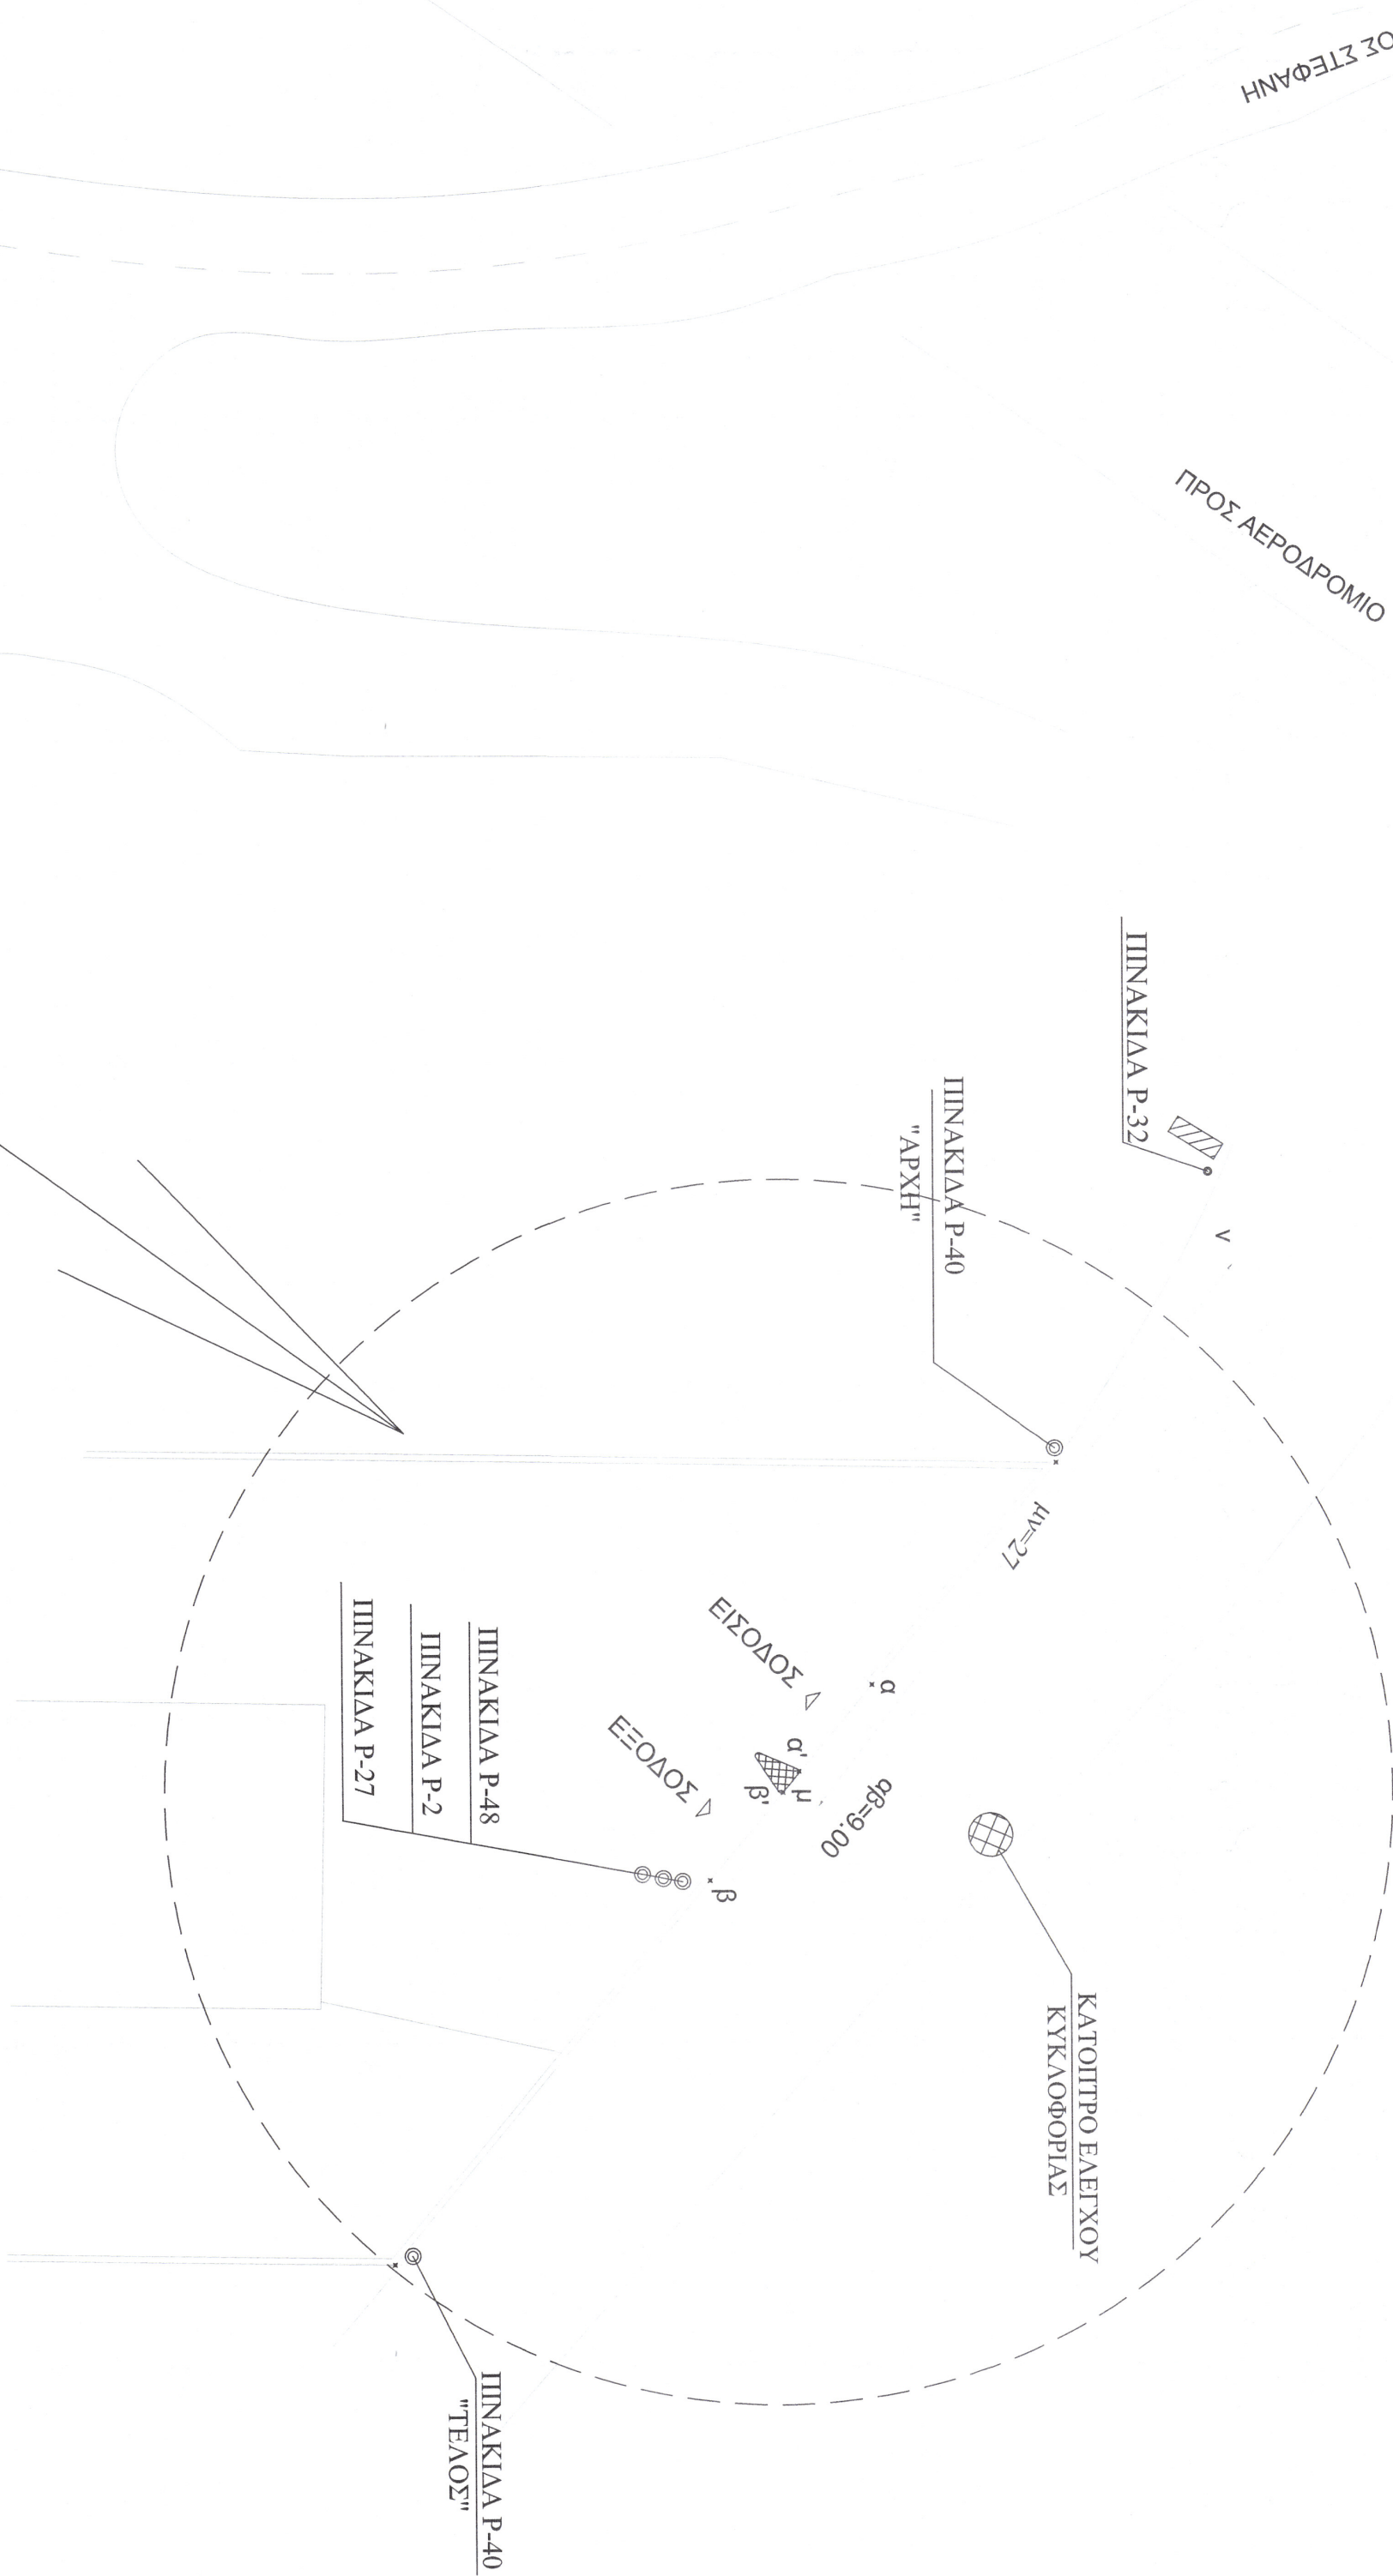 ΟΣ ΣΤΕΦΑΝΗ
ΠΡΟΣ ΑΕΡΟΔΡΟΜΙΟ
ΠΙΝΑΚΙΔΑ Ρ-32
ν
ΠΙΝΑΚΙΔΑ Ρ-40
"ΑΡΧΗ"
μν=27
ΕΙΣΟΔΟΣ
α
α'
μ
β'
αβ=9.00
ΕΞΟΔΟΣ
β
ΠΙΝΑΚΙΔΑ Ρ-48
ΠΙΝΑΚΙΔΑ Ρ-2
ΠΙΝΑΚΙΔΑ Ρ-27
ΚΑΤΟΠΤΡΟ ΕΛΕΓΧΟΥ
ΚΥΚΛΟΦΟΡΙΑΣ
ΠΙΝΑΚΙΔΑ Ρ-40
"ΤΕΛΟΣ"